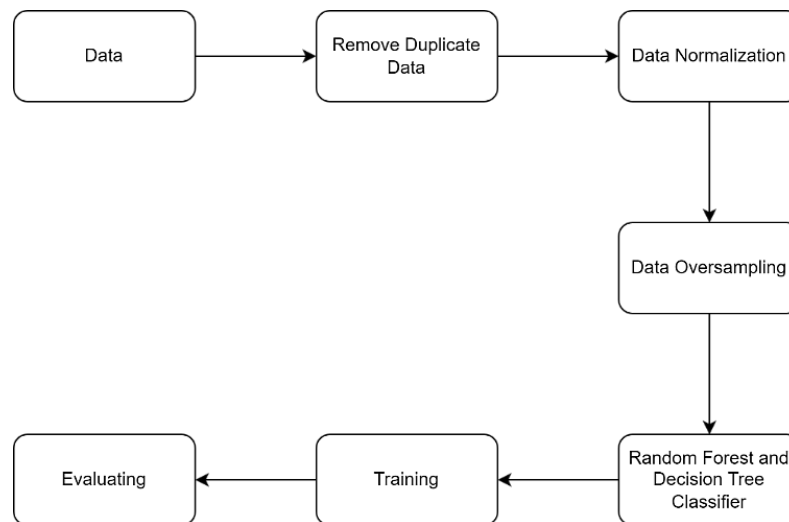 Data
Remove Duplicate
Data
Data Normalization
Data Oversampling
Random Forest and
Decision Tree
Classifier
Training
Evaluating